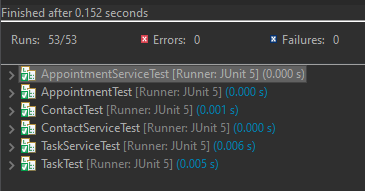 Finished after 0.152 seconds
Runs: 53/53 Errors: 0 Failures: 0
AppointmentServiceTest [Runner: JUnit 5] (0.000 s)
AppointmentTest [Runner: JUnit 5] (0.000 s)
ContactTest [Runner: JUnit 5] (0.001 s)
ContactServiceTest [Runner: JUnit 5] (0.000 s)
TaskServiceTest [Runner: JUnit 5] (0.006 s)
TaskTest [Runner: JUnit 5] (0.005 s)